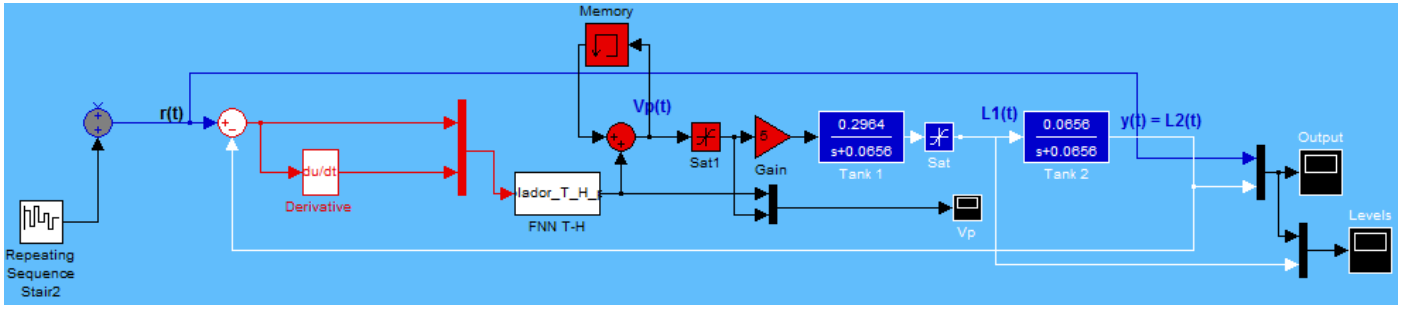 Memory
r(t)
Vp(t)
L1(t)
y(t) = L2(t)
Output
+
+
+
−
+
+
5
0.2964
s+0.0656
0.0656
s+0.0656
Sat1
Gain
Tank 1
Sat
Tank 2
du/dt
Derivative
lador_T_H_
FNN T-H
Vp
Levels
Repeating
Sequence
Stair2